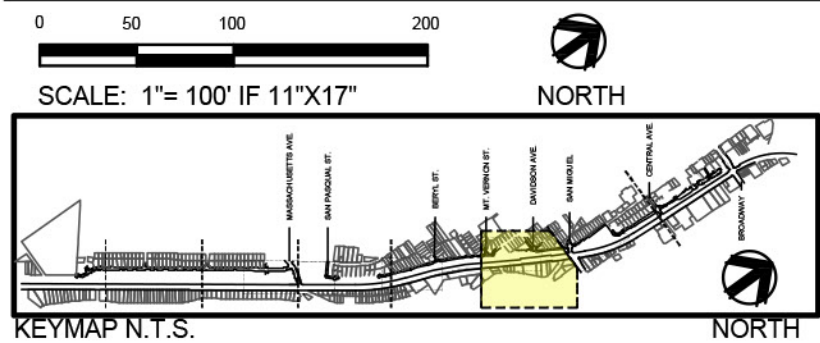 0 50 100 200
SCALE: 1"= 100' IF 11"X17"
NORTH
MASSACHUSETTS AVE.
SAN PASQUAL ST.
BERYL ST.
MT. VERNON ST.
DAVIDSON AVE.
SAN MIGUEL
CENTRAL AVE.
BROADWAY
KEYMAP N.T.S.
NORTH